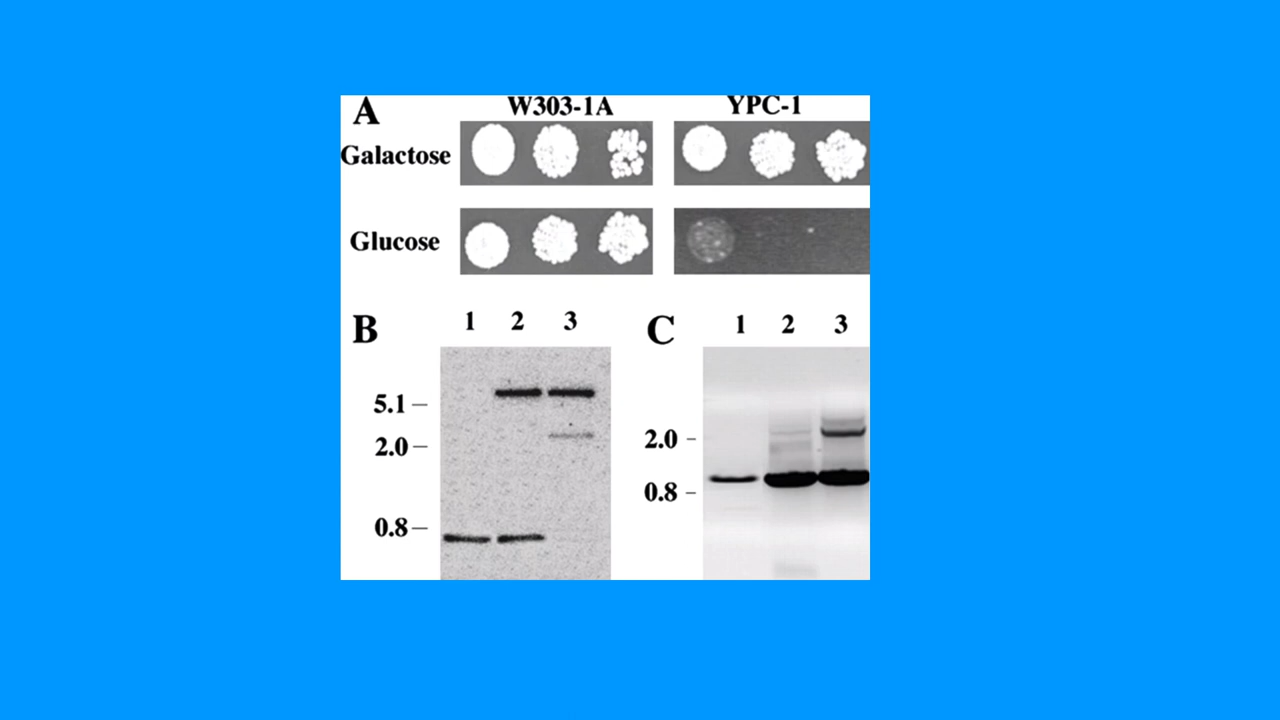 A
W303-1A
YPC-1
Galactose
Glucose
B
1 2 3
5.1
2.0
0.8
C
1 2 3
2.0
0.8